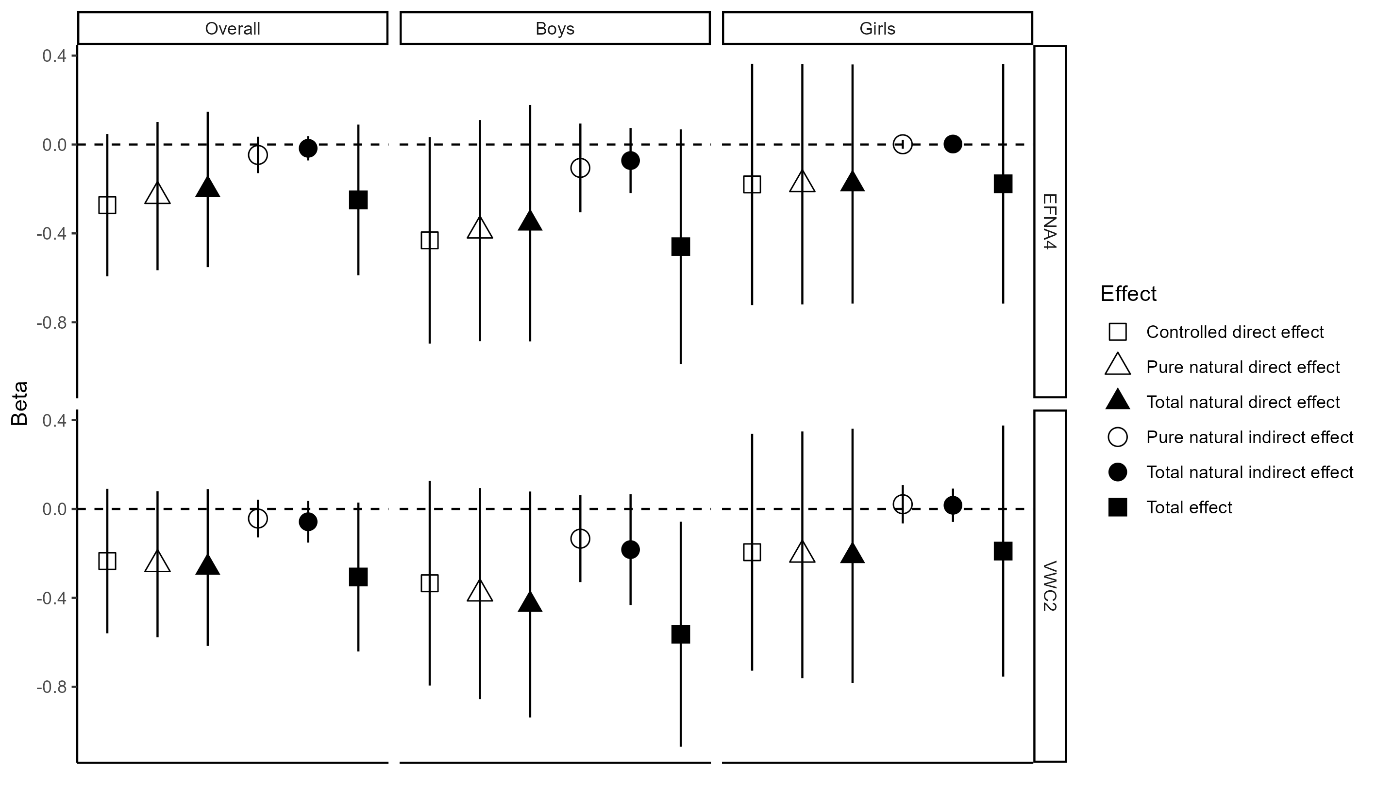 Overall
Boys
Girls
0.4
0.0
-0.4
-0.8
EFNA4
Beta
0.4
0.0
-0.4
-0.8
VWC2
Effect
Controlled direct effect
Pure natural direct effect
Total natural direct effect
Pure natural indirect effect
Total natural indirect effect
Total effect